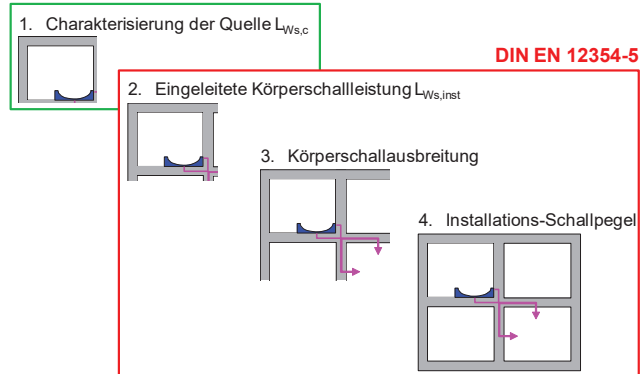 1. Charakterisierung der Quelle LWs,c
DIN EN 12354-5
2. Eingeleitete Körperschallleistung LWs,inst
3. Körperschallausbreitung
4. Installations-Schallpegel